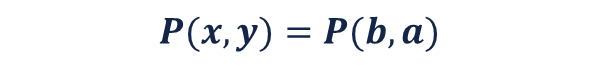 P(x, y) = P(b, a)